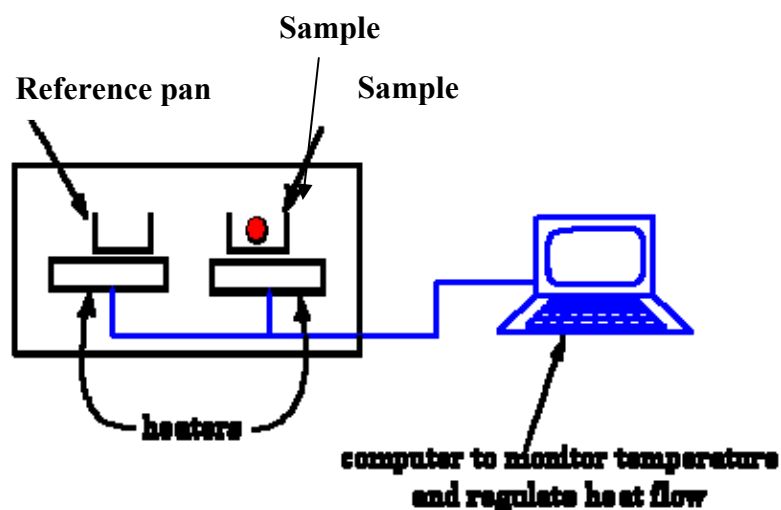 Sample
Reference pan
Sample
heaters
computer to monitor temperature
and regulate heat flow